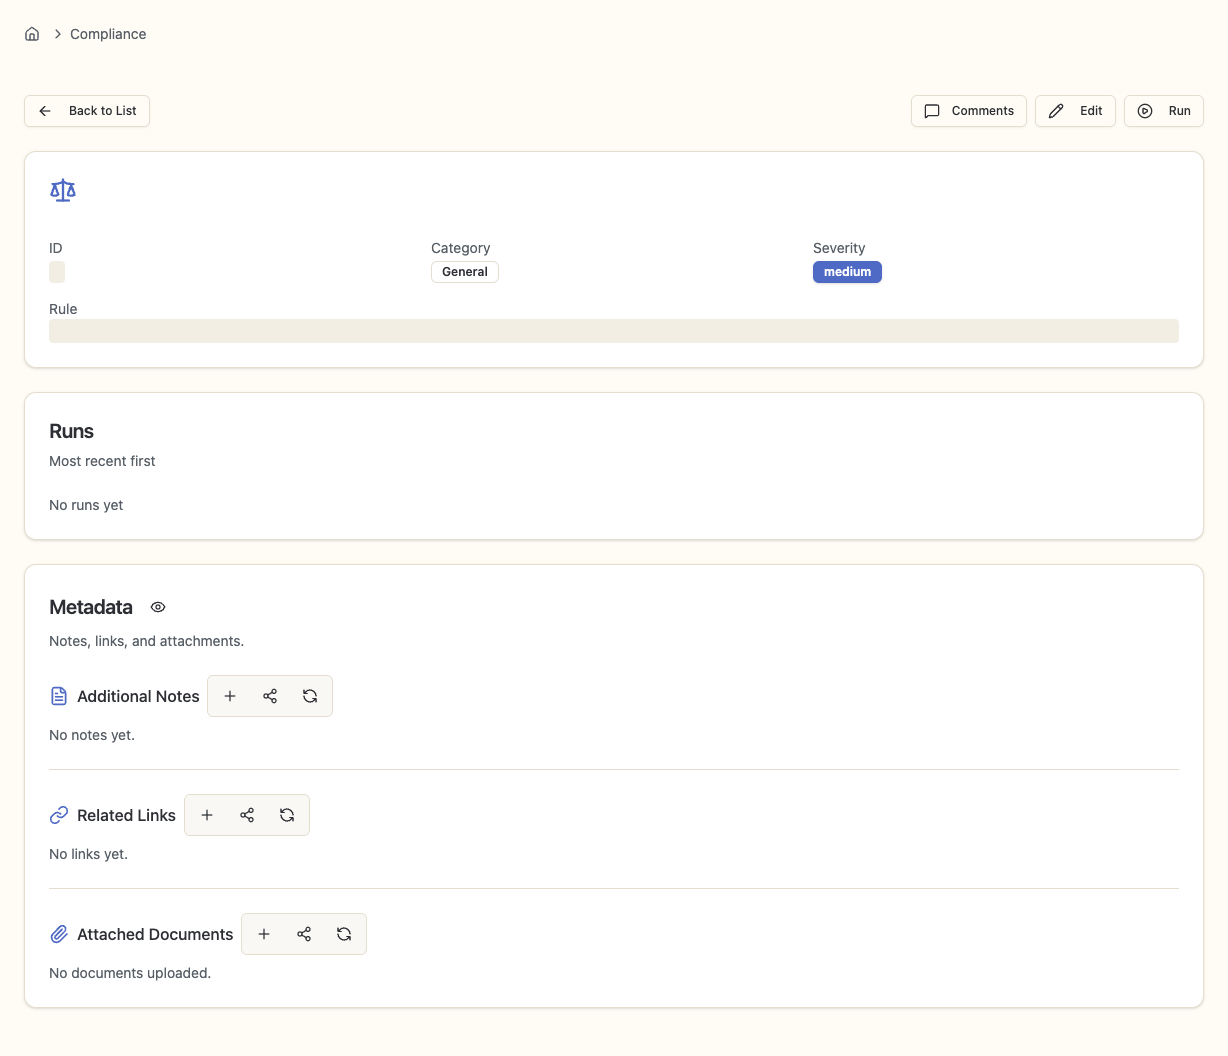 Compliance
Back to List
Comments
Edit
Run
ID
Category
Severity
General
medium
Rule
Runs
Most recent first
No runs yet
Metadata
Notes, links, and attachments.
Additional Notes
No notes yet.
Related Links
No links yet.
Attached Documents
No documents uploaded.